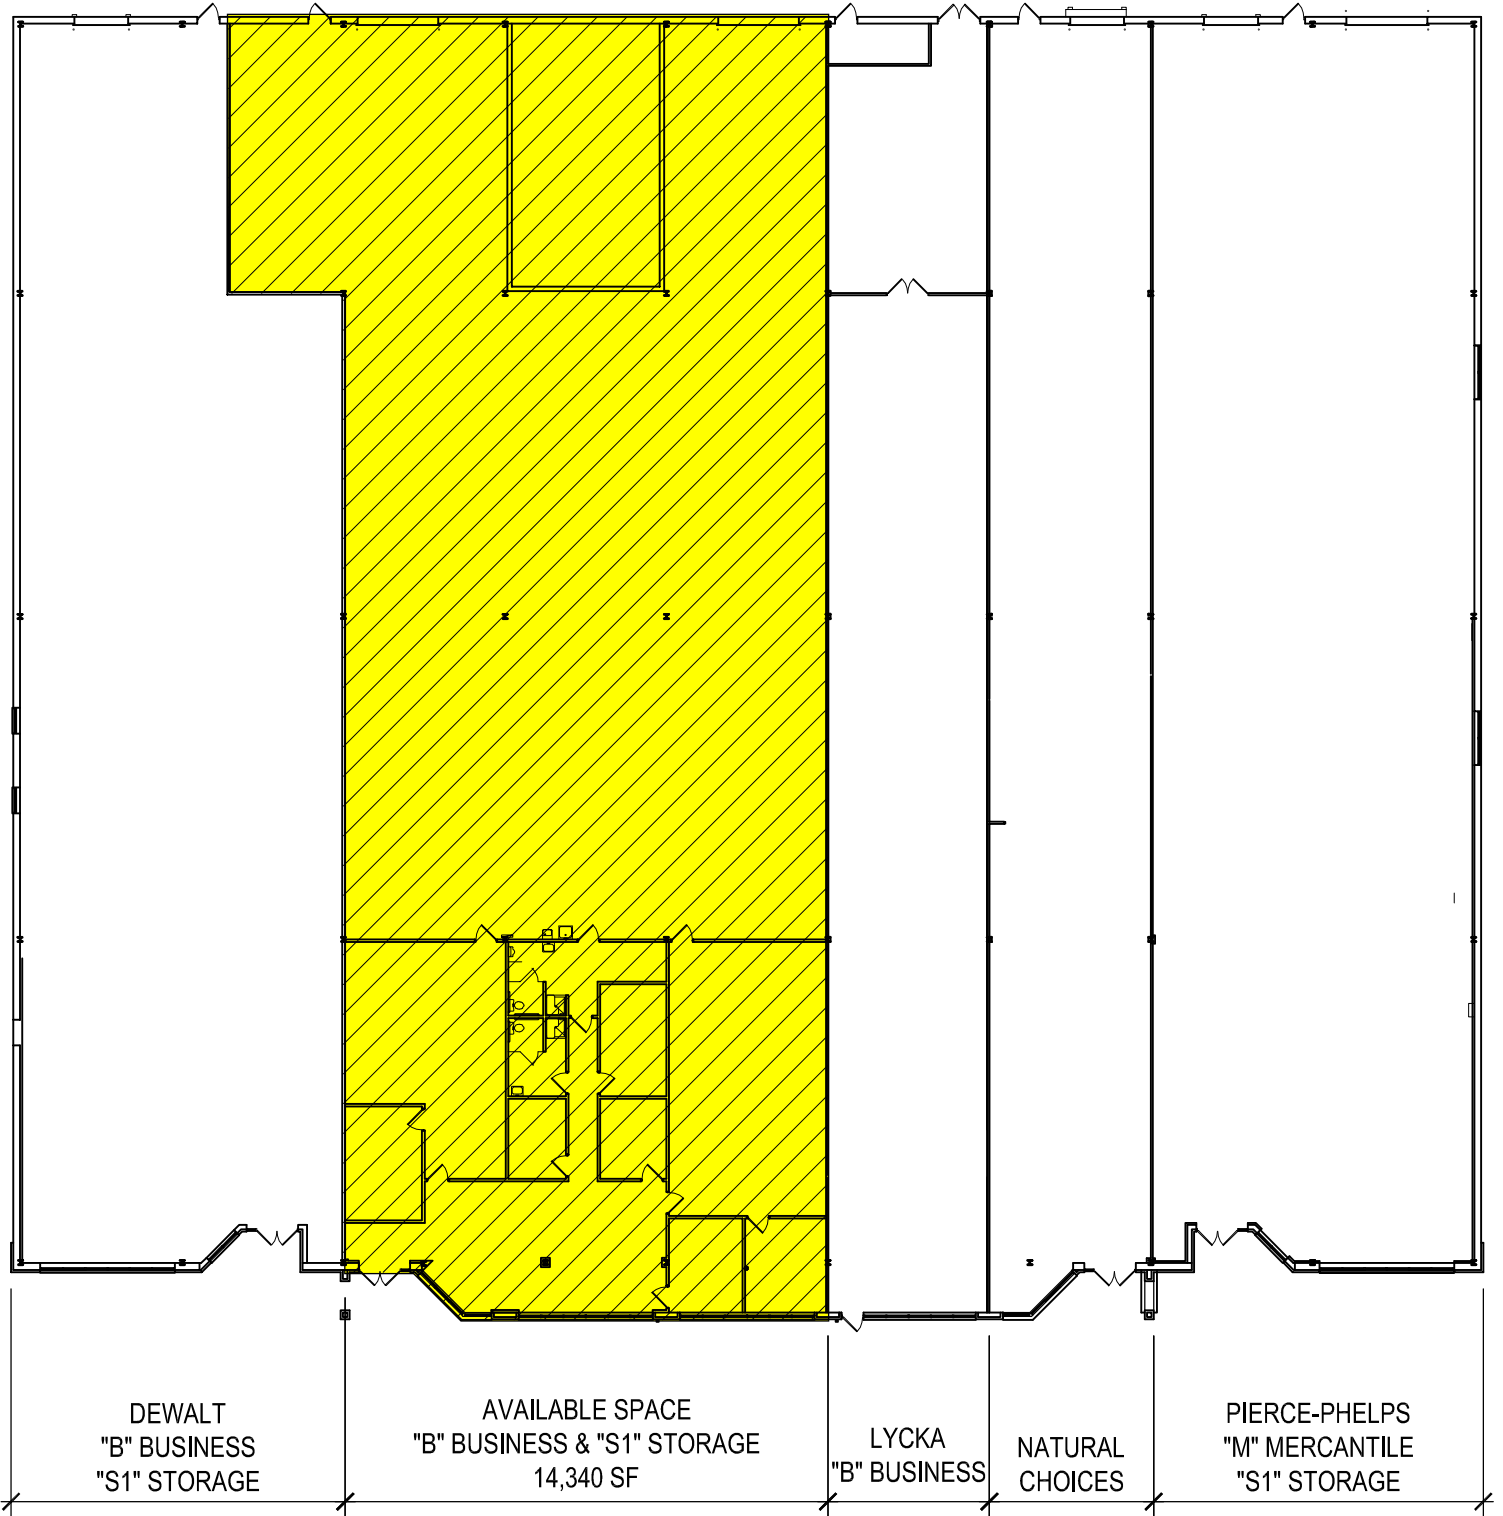 DEWALT
"B" BUSINESS
"S1" STORAGE
AVAILABLE SPACE
"B" BUSINESS & "S1" STORAGE
14,340 SF
LYCKA
"B" BUSINESS
NATURAL
CHOICES
PIERCE-PHELPS
"M" MERCANTILE
"S1" STORAGE